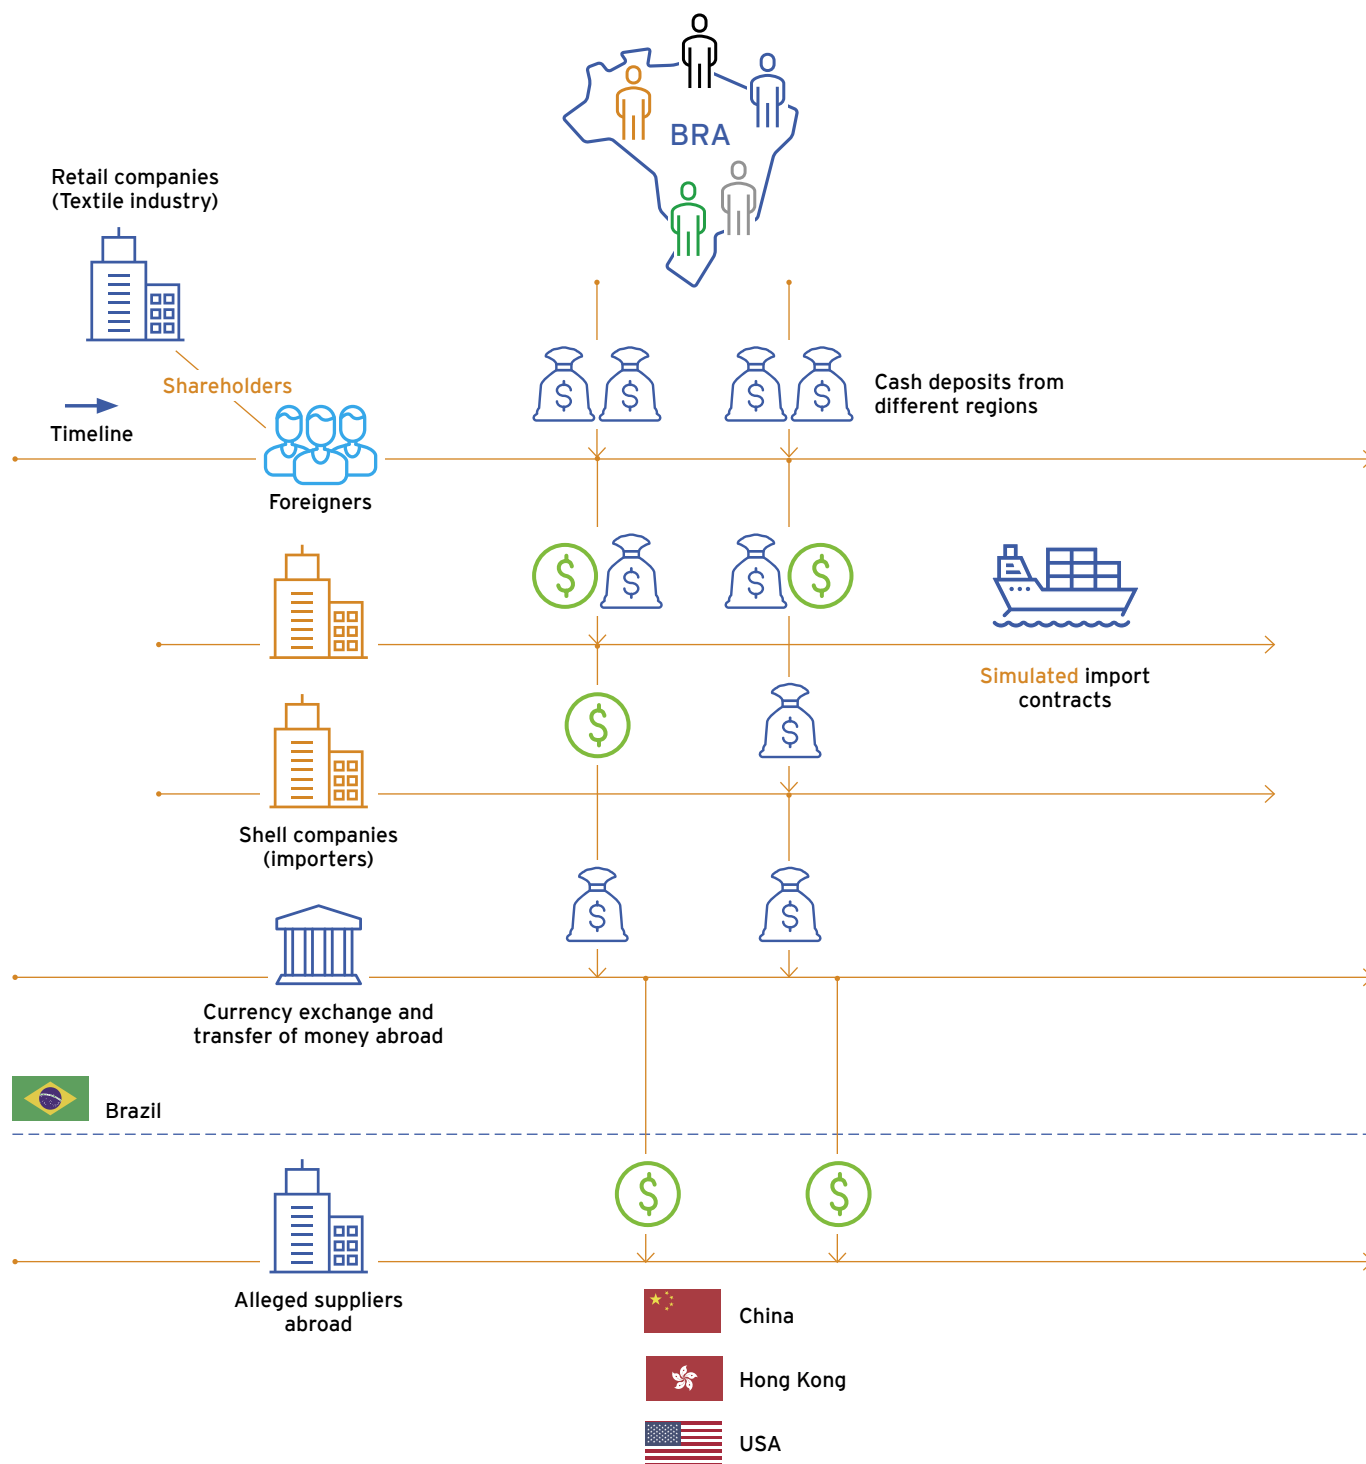 BRA
Retail companies
(Textile industry)
Shareholders
Cash deposits from
different regions
Timeline
Foreigners
Simulated import
contracts
Shell companies
(importers)
Currency exchange and
transfer of money abroad
Brazil
Alleged suppliers
abroad
China
Hong Kong
USA